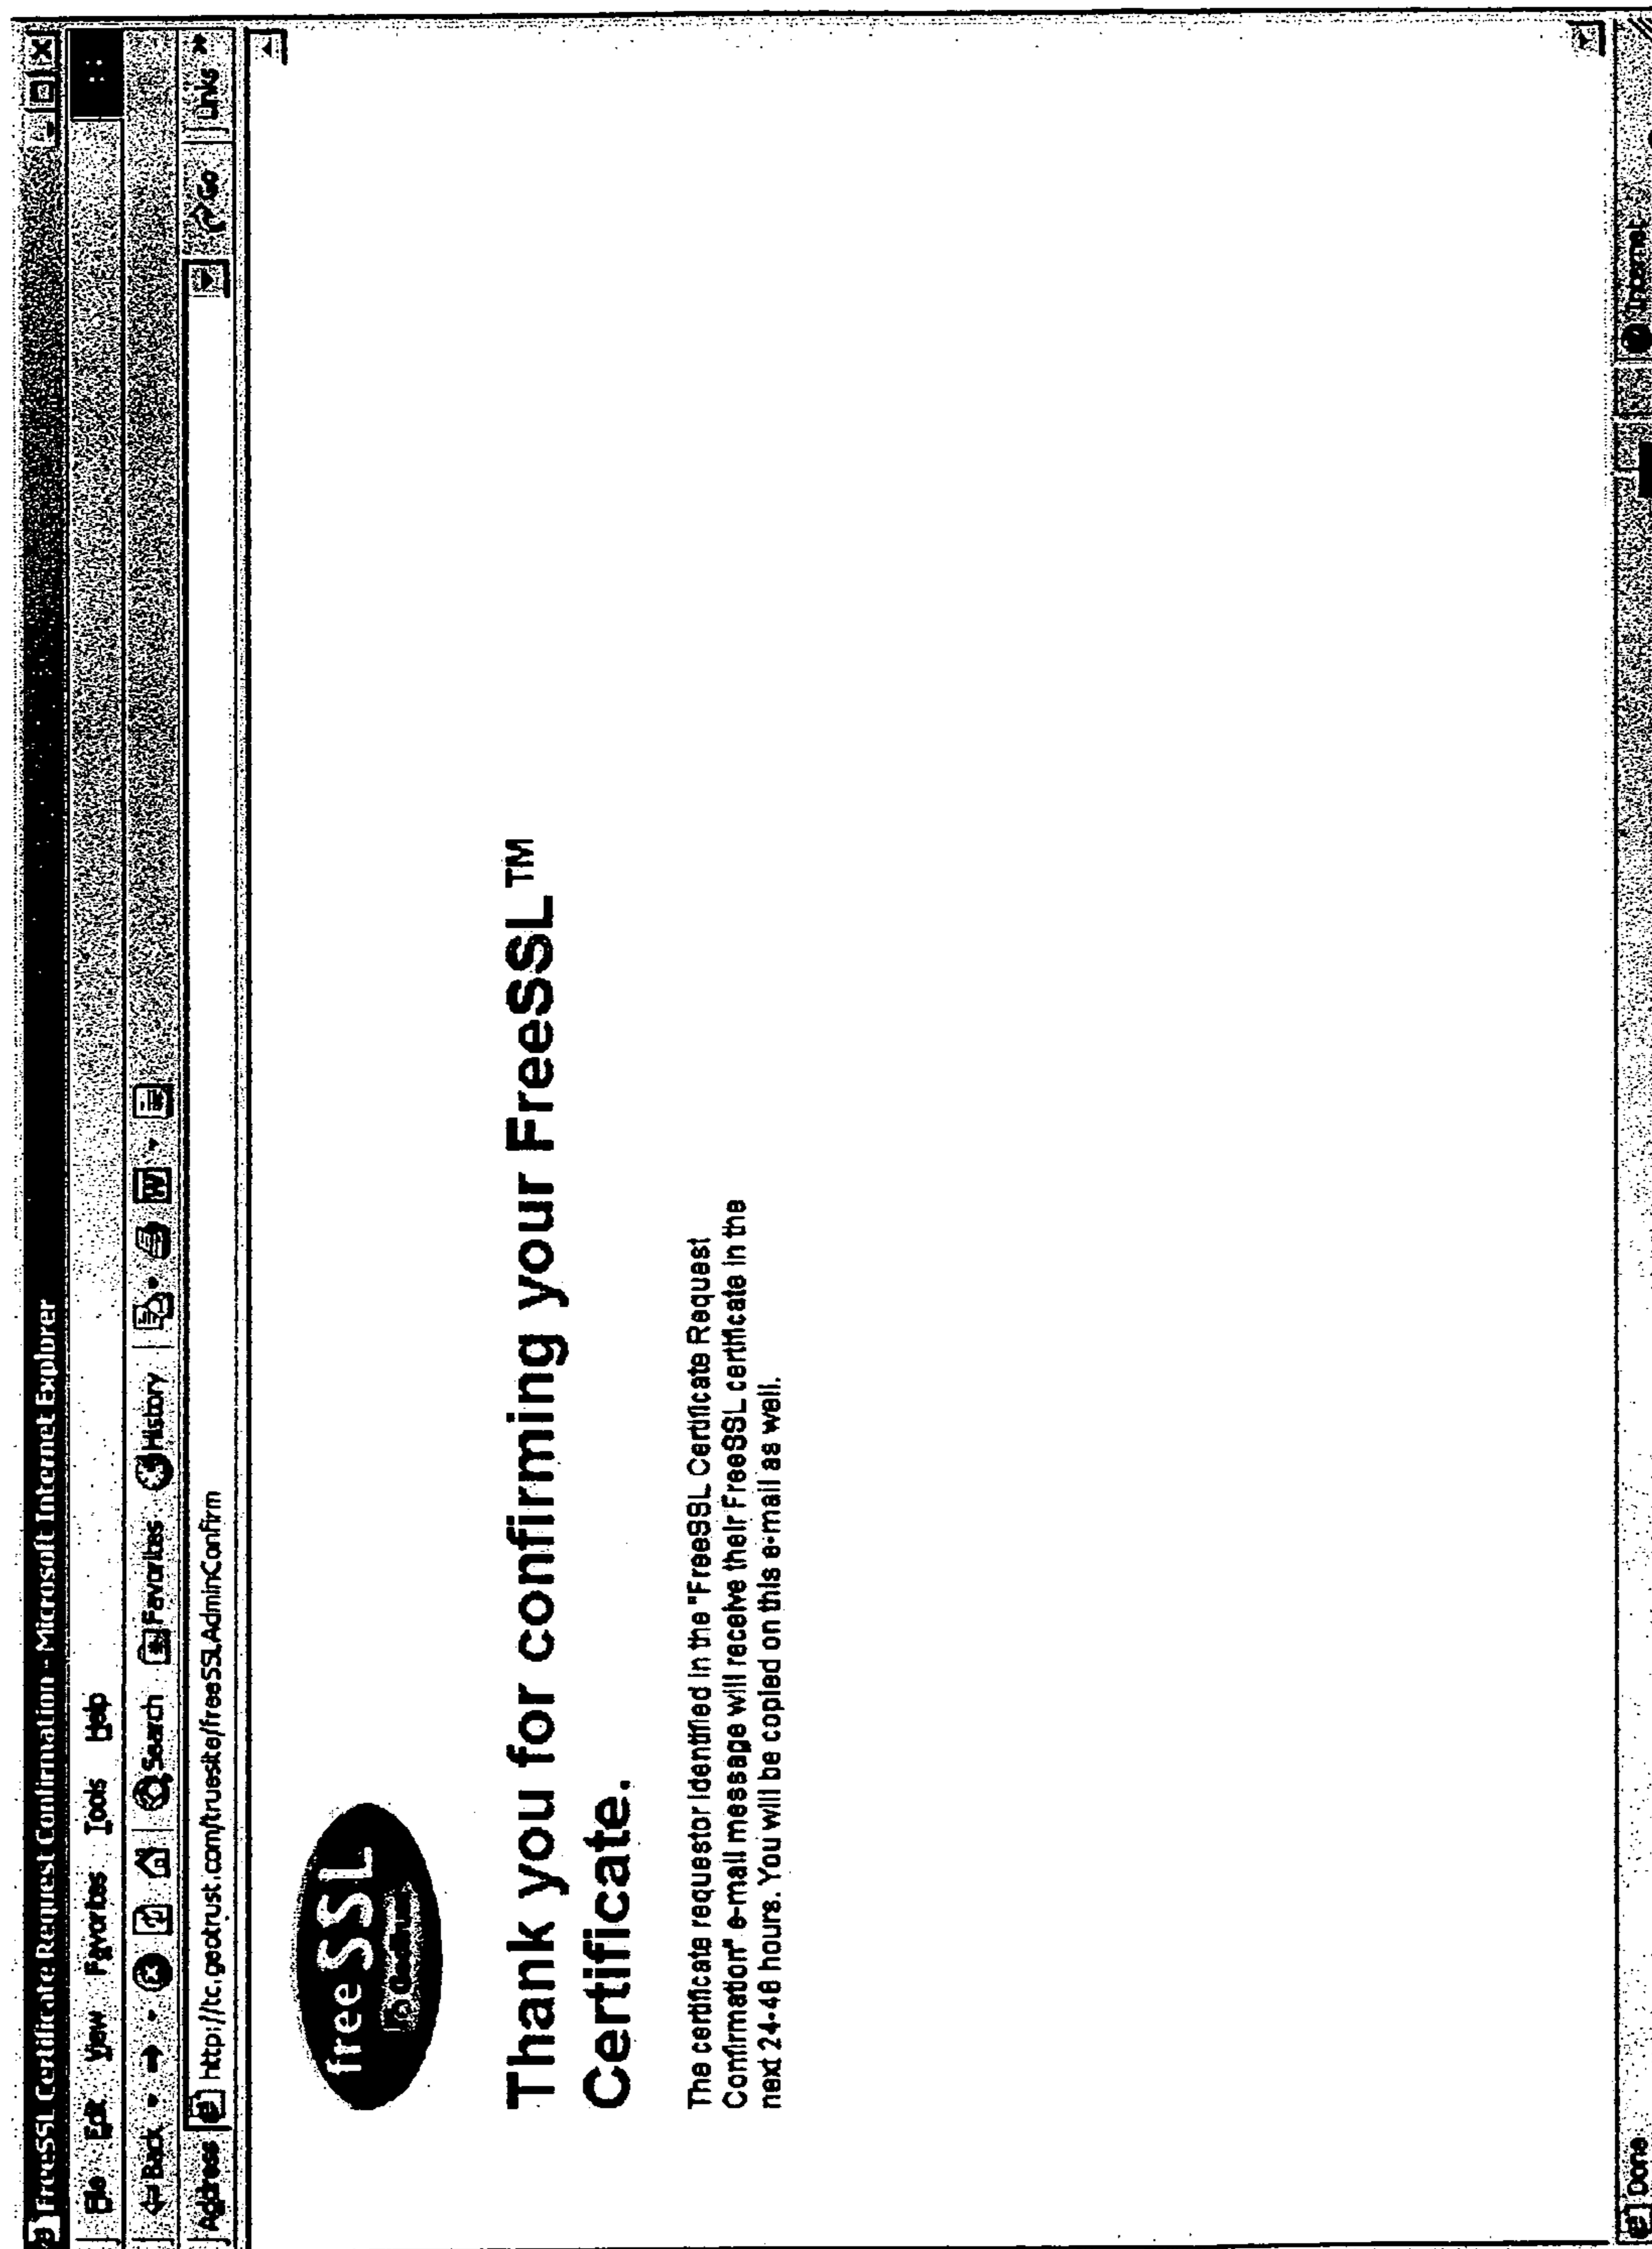 FreeSSL Certificate Request Confirmation - Microsoft Internet Explorer
File Edit View Favorites Tools Help
Back Search Favorites History
Address http://tc.geotrust.com/truesite/freeSSLAdminConfirm Go Links »
freeSSL
Thank you for confirming your FreeSSL™
Certificate.
The certificate requestor identified in the "FreeSSL Certificate Request
Confirmation" e-mail message will receive their FreeSSL certificate in the
next 24-48 hours. You will be copied on this e-mail as well.
Done Internet